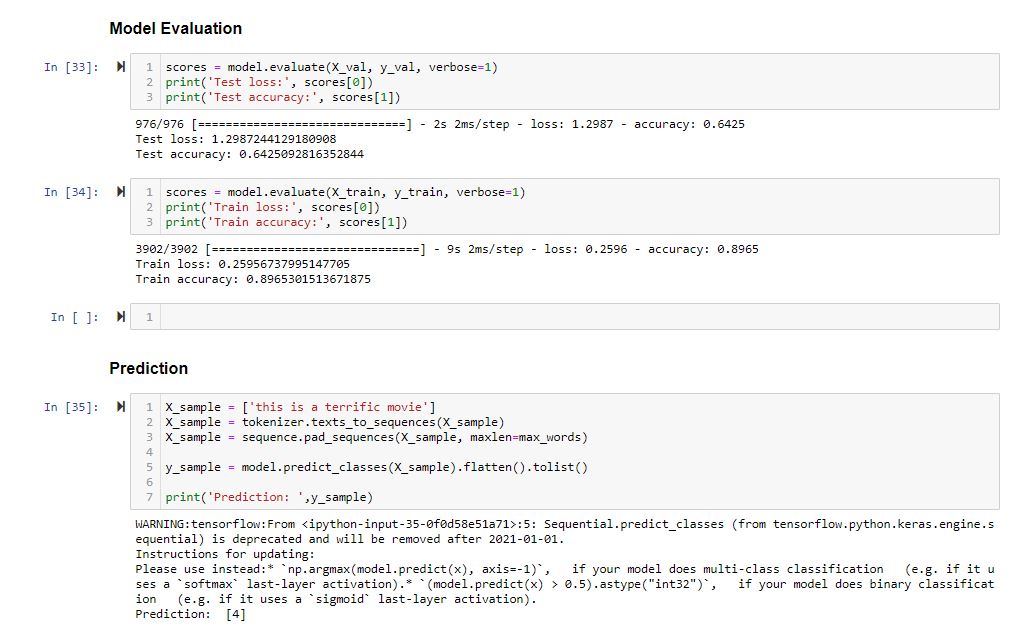 Model Evaluation
In [33]:
1 scores = model.evaluate(X_val, y_val, verbose=1)
2 print('Test loss:', scores[0])
3 print('Test accuracy:', scores[1])
976/976 [==============================] - 2s 2ms/step - loss: 1.2987 - accuracy: 0.6425
Test loss: 1.2987244129180908
Test accuracy: 0.6425092816352844
In [34]:
1 scores = model.evaluate(X_train, y_train, verbose=1)
2 print('Train loss:', scores[0])
3 print('Train accuracy:', scores[1])
3902/3902 [==============================] - 9s 2ms/step - loss: 0.2596 - accuracy: 0.8965
Train loss: 0.25956737995147705
Train accuracy: 0.8965301513671875
In [ ]:
1
Prediction
In [35]:
1 X_sample = ['this is a terrific movie']
2 X_sample = tokenizer.texts_to_sequences(X_sample)
3 X_sample = sequence.pad_sequences(X_sample, maxlen=max_words)
4
5 y_sample = model.predict_classes(X_sample).flatten().tolist()
6
7 print('Prediction: ',y_sample)
WARNING:tensorflow:From <ipython-input-35-0f0d58e51a71>:5: Sequential.predict_classes (from tensorflow.python.keras.engine.s
equential) is deprecated and will be removed after 2021-01-01.
Instructions for updating:
Please use instead:* `np.argmax(model.predict(x), axis=-1)`,   if your model does multi-class classification   (e.g. if it u
ses a `softmax` last-layer activation).* `(model.predict(x) > 0.5).astype("int32")`,   if your model does binary classificat
ion   (e.g. if it uses a `sigmoid` last-layer activation).
Prediction:  [4]